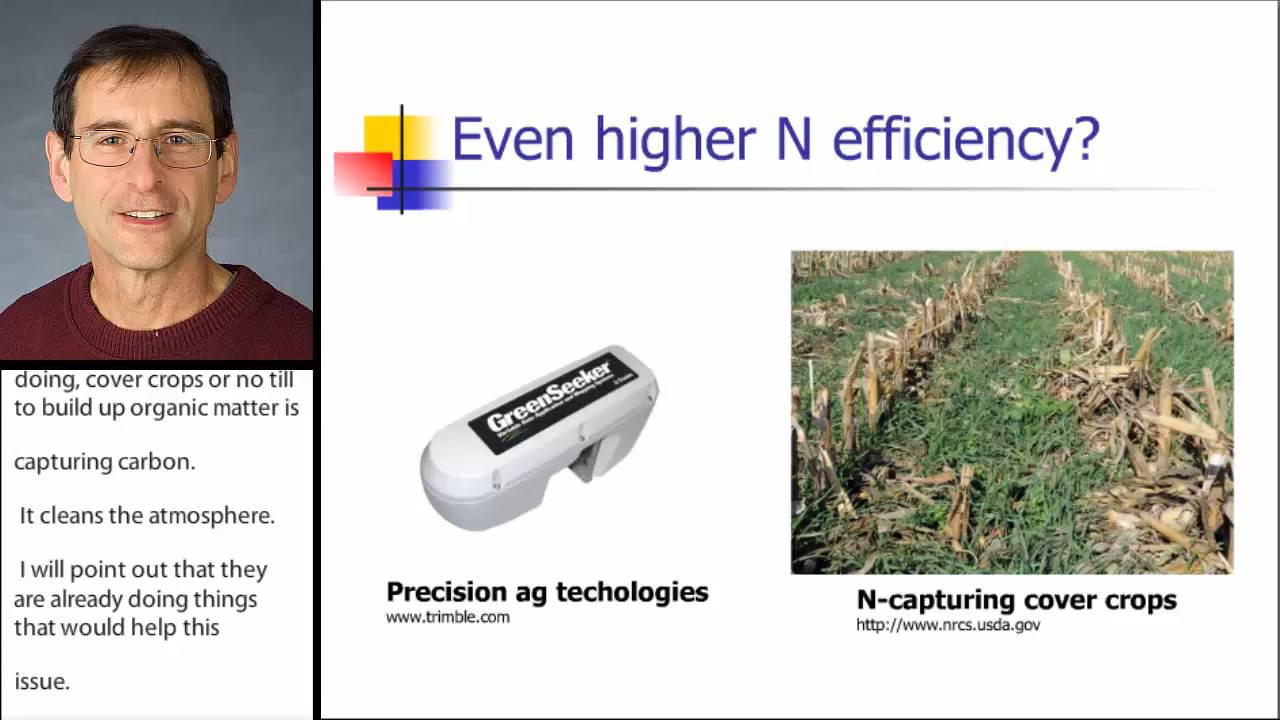 doing, cover crops or no till
to build up organic matter is
capturing carbon.
It cleans the atmosphere.
I will point out that they
are already doing things
that would help this
issue.
Even higher N efficiency?
GreenSeeker
Precision ag techologies
www.trimble.com
N-capturing cover crops
http://www.nrcs.usda.gov